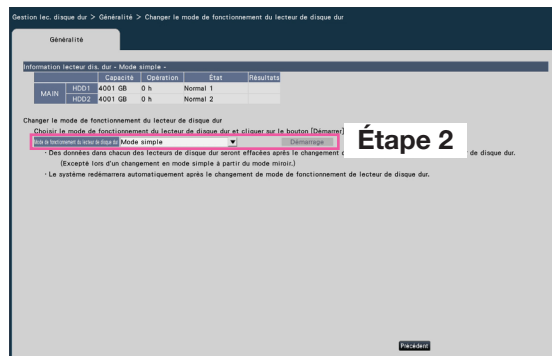 Gestion lec. disque dur > Généralité > Changer le mode de fonctionnement du lecteur de disque dur
Généralité
Information lecteur dis. dur - Mode simple -
Capacité Opération État Résultats
MAIN HDD1 4001 GB 0 h Normal 1
HDD2 4001 GB 0 h Normal 2
Changer le mode de fonctionnement du lecteur de disque dur
Choisir le mode de fonctionnement du lecteur de disque dur et cliquer sur le bouton [Démarrer]
Mode de fonctionnement du lecteur de disque dur Mode simple Démarrage
Étape 2
· Des données dans chacun des lecteurs de disque dur seront effacées après le changement de disque dur.
(Excepté lors d'un changement en mode simple à partir du mode miroir.)
· Le système redémarrera automatiquement après le changement de mode de fonctionnement de lecteur de disque dur.
Précédent